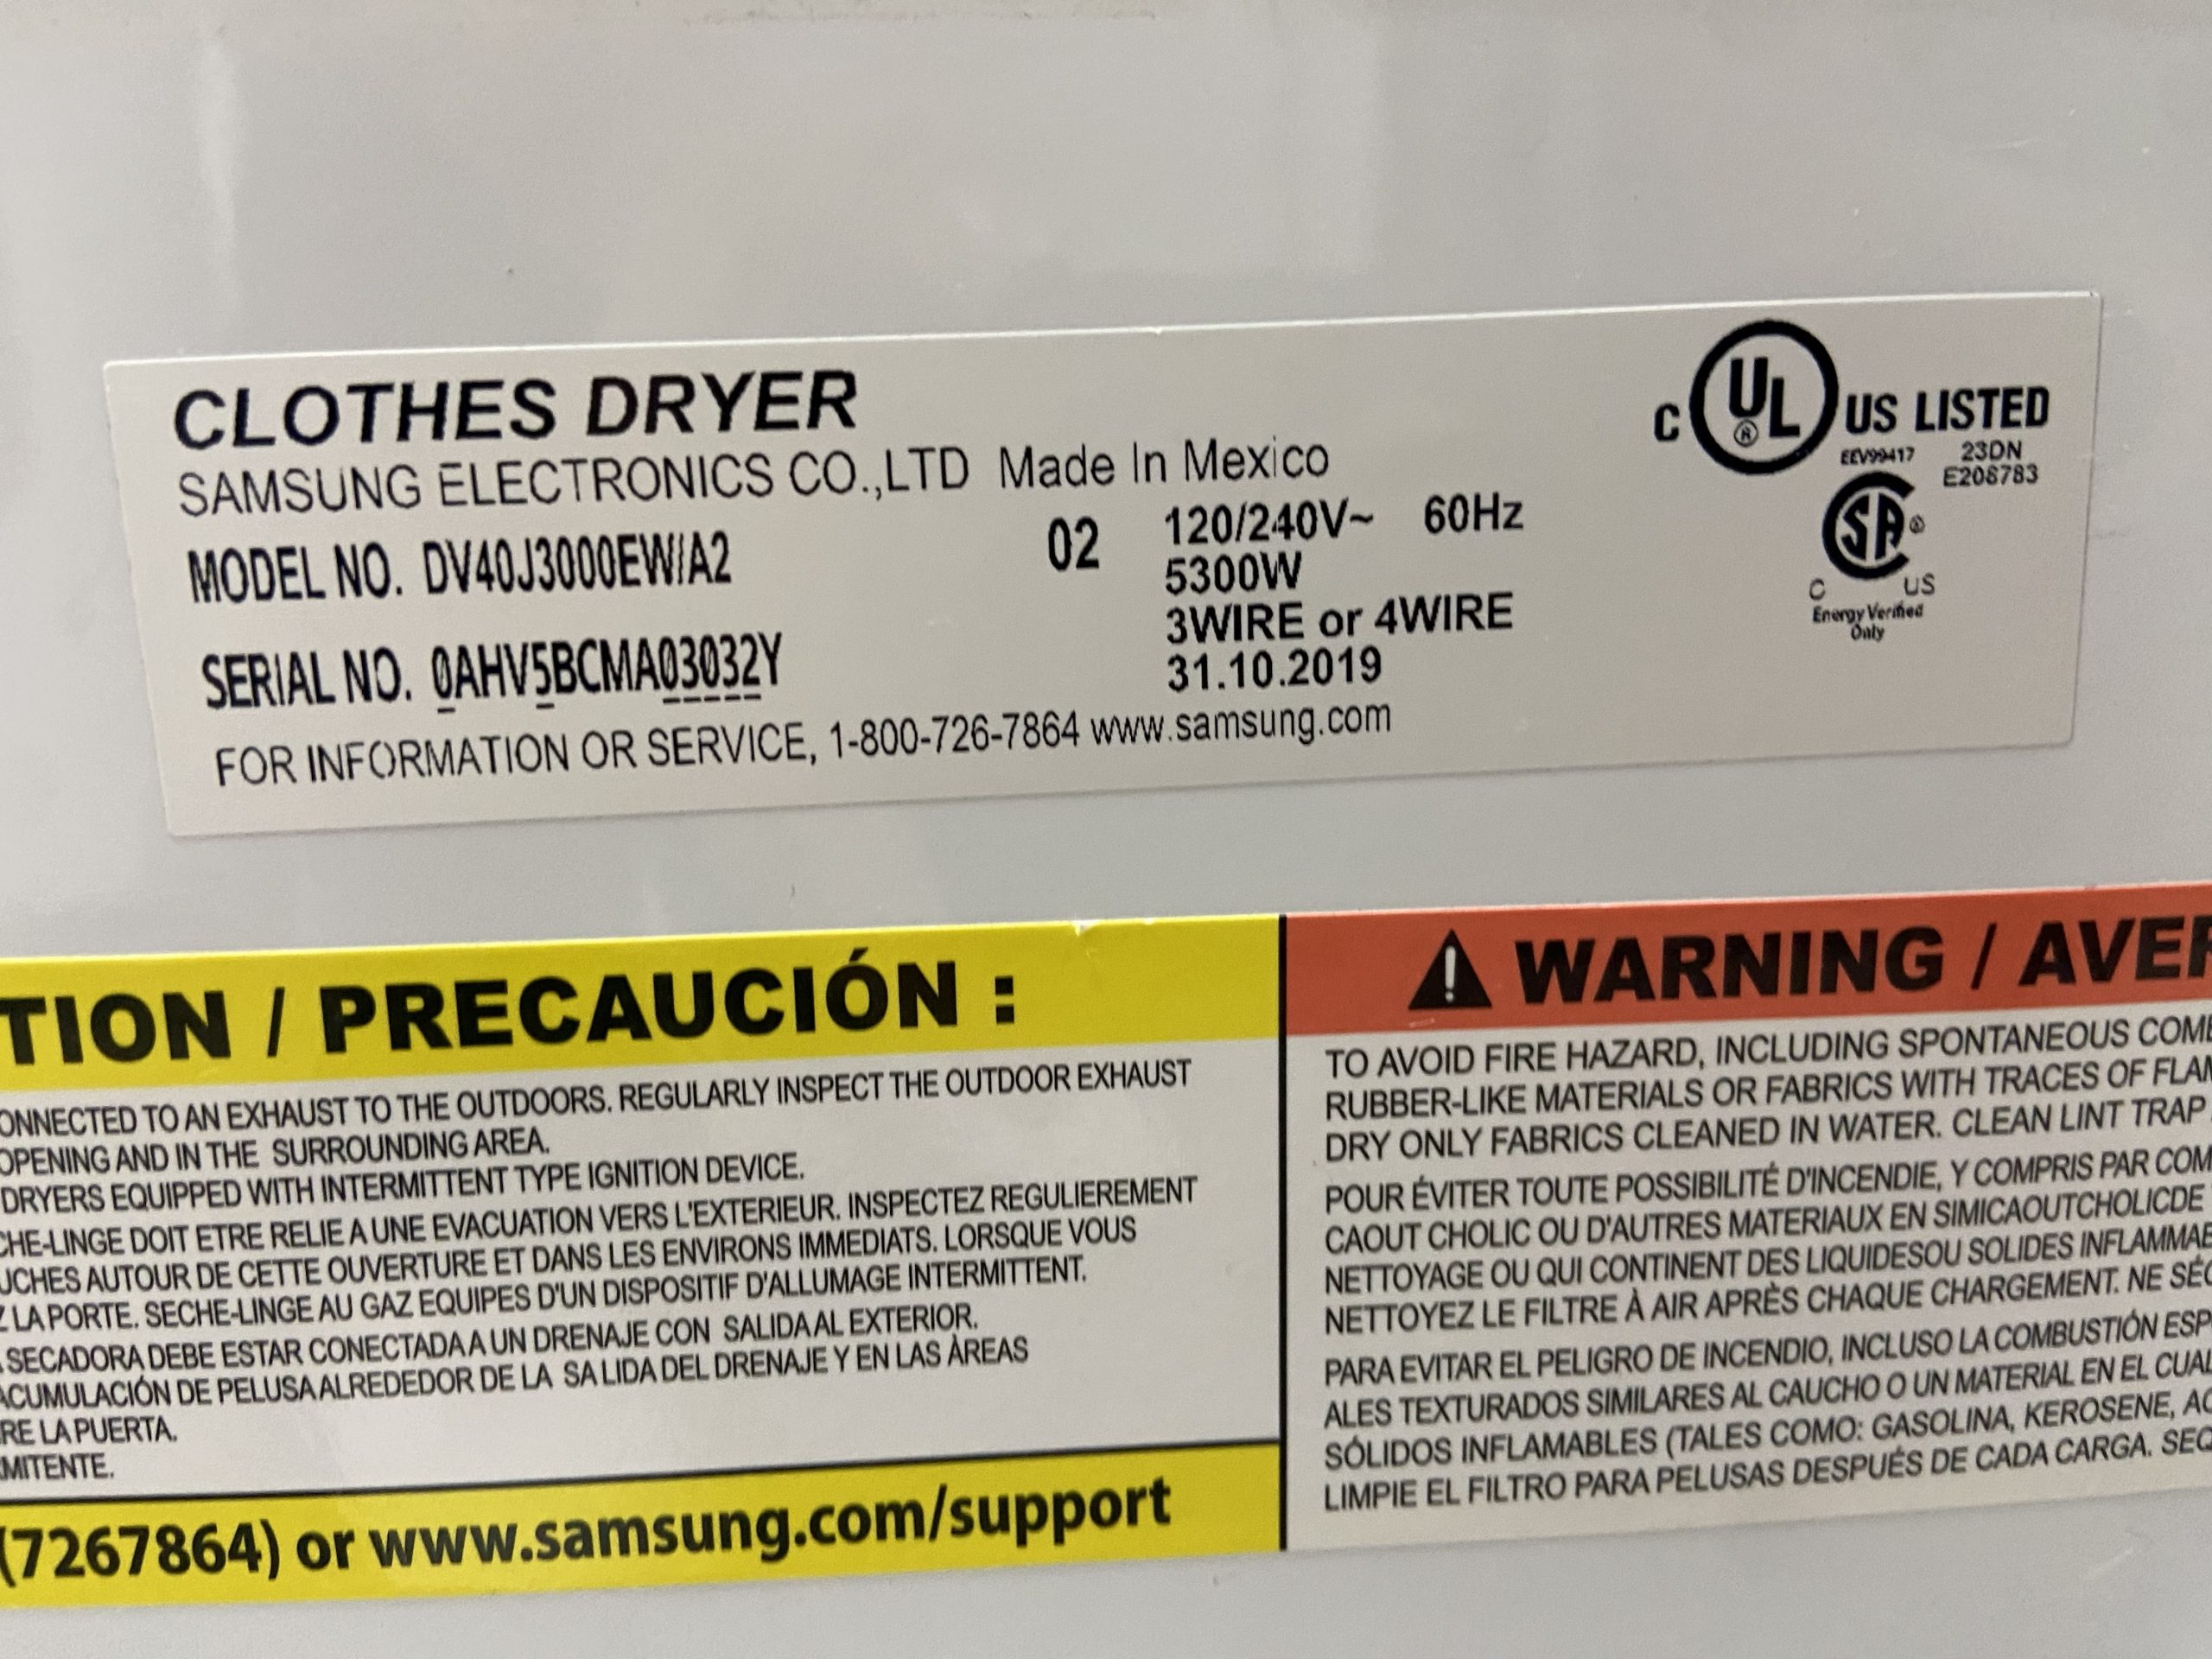 CLOTHES DRYER
SAMSUNG ELECTRONICS CO.,LTD Made In Mexico
MODEL NO. DV40J3000EW/A2
SERIAL NO. 0AHV5BCMA03032Y
02
120/240V~ 60Hz
5300W
3WIRE or 4WIRE
31.10.2019
FOR INFORMATION OR SERVICE, 1-800-726-7864 www.samsung.com
C UL ® US LISTED
EEV99417 23DN
E208783
SA ®
C US
Energy Verified
Only
TION / PRECAUCIÓN :
ONNECTED TO AN EXHAUST TO THE OUTDOORS. REGULARLY INSPECT THE OUTDOOR EXHAUST
OPENING AND IN THE SURROUNDING AREA.
DRYERS EQUIPPED WITH INTERMITTENT TYPE IGNITION DEVICE.
CHE-LINGE DOIT ETRE RELIE A UNE EVACUATION VERS L'EXTERIEUR. INSPECTEZ REGULIEREMENT
UCHES AUTOUR DE CETTE OUVERTURE ET DANS LES ENVIRONS IMMEDIATS. LORSQUE VOUS
Z LA PORTE. SECHE-LINGE AU GAZ EQUIPES D'UN DISPOSITIF D'ALLUMAGE INTERMITTENT.
A SECADORA DEBE ESTAR CONECTADA A UN DRENAJE CON SALIDA AL EXTERIOR.
ACUMULACIÓN DE PELUSA ALREDEDOR DE LA SALIDA DEL DRENAJE Y EN LAS ÀREAS
RE LA PUERTA.
MITENTE.
(7267864) or www.samsung.com/support
WARNING / AVER
TO AVOID FIRE HAZARD, INCLUDING SPONTANEOUS COMB
RUBBER-LIKE MATERIALS OR FABRICS WITH TRACES OF FLAM
DRY ONLY FABRICS CLEANED IN WATER. CLEAN LINT TRAP
POUR ÉVITER TOUTE POSSIBILITÉ D'INCENDIE, Y COMPRIS PAR COM
CAOUT CHOLIC OU D'AUTRES MATERIAUX EN SIMICAOUTCHOLICDE
NETTOYAGE OU QUI CONTINENT DES LIQUIDESOU SOLIDES INFLAMMAB
NETTOYEZ LE FILTRE À AIR APRÈS CHAQUE CHARGEMENT. NE SÉC
PARA EVITAR EL PELIGRO DE INCENDIO, INCLUSO LA COMBUSTIÓN ESP
ALES TEXTURADOS SIMILARES AL CAUCHO O UN MATERIAL EN EL CUAL
SÓLIDOS INFLAMABLES (TALES COMO: GASOLINA, KEROSENE, AC
LIMPIE EL FILTRO PARA PELUSAS DESPUÉS DE CADA CARGA. SEQ